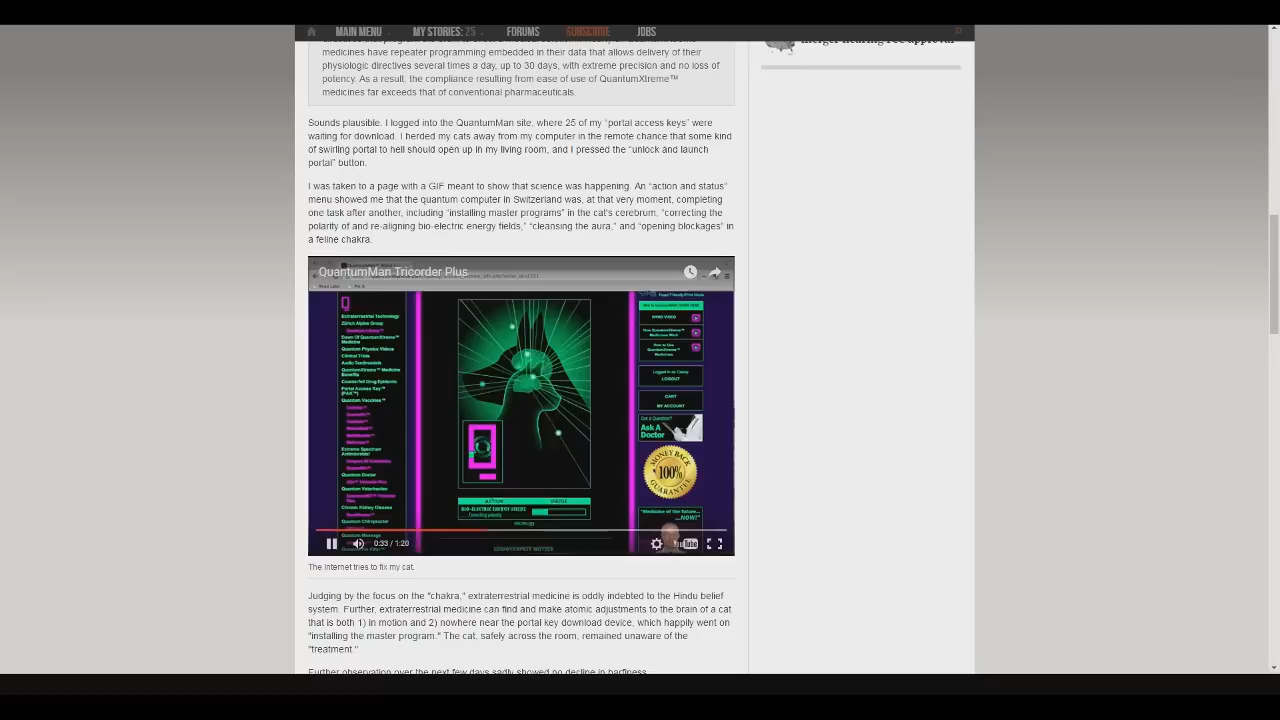 MAIN MENU
MY STORIES: 25
FORUMS
SUBSCRIBE
JOBS
medicines have repeater programming embedded in their data that allows delivery of their
physiologic directives several times a day, up to 30 days, with extreme precision and no loss of
potency. As a result, the compliance resulting from ease of use of QuantumXtreme™
medicines far exceeds that of conventional pharmaceuticals.
Sounds plausible. I logged into the QuantumMan site, where 25 of my “portal access keys” were
waiting for download. I herded my cats away from my computer in the remote chance that some kind
of swirling portal to hell should open up in my living room, and I pressed the “unlock and launch
portal” button.
I was taken to a page with a GIF meant to show that science was happening. An “action and status”
menu showed me that the quantum computer in Switzerland was, at that very moment, completing
one task after another, including “installing master programs” in the cat's cerebrum, “correcting the
polarity of and re-aligning bio-electric energy fields,” “cleansing the aura,” and “opening blockages” in
a feline chakra.
QuantumMan Tricorder Plus
Extraterrestrial Technology
Zürich Alpine Group
Dawn Of QuantumXtreme™
Medicine
Quantum Physics Videos
Clinical Trials
Audio Testimonials
QuantumXtreme™ Medicine
Benefits
Counterfeit Drug Epidemic
Portal Access Key™
(PAK™)
Quantum Vaccines™
Extreme Spectrum
Antimicrobial
Quantum Doctor
Quantum Veterinarian
Chronic Kidney Disease
Quantum Chiropractor
Quantum Massage
ACTION
STATUS
BIO-ELECTRIC ENERGY FIELD
Correcting polarity
INTRO VIDEO
How QuantumXtreme™
Medicines Work
How to Use
QuantumXtreme™
Medicines
Logged in as Casey
LOGOUT
CART
MY ACCOUNT
Got a Question?
Ask A
Doctor
MONEY BACK
100%
GUARANTEE
"Medicine of the future...
...NOW!"
0:33 / 1:20
YouTube
The Internet tries to fix my cat.
Judging by the focus on the "chakra," extraterrestrial medicine is oddly indebted to the Hindu belief
system. Further, extraterrestrial medicine can find and make atomic adjustments to the brain of a cat
that is both 1) in motion and 2) nowhere near the portal key download device, which happily went on
"installing the master program." The cat, safely across the room, remained unaware of the
"treatment."
Further observation over the next few days sadly showed no decline in barfiness.